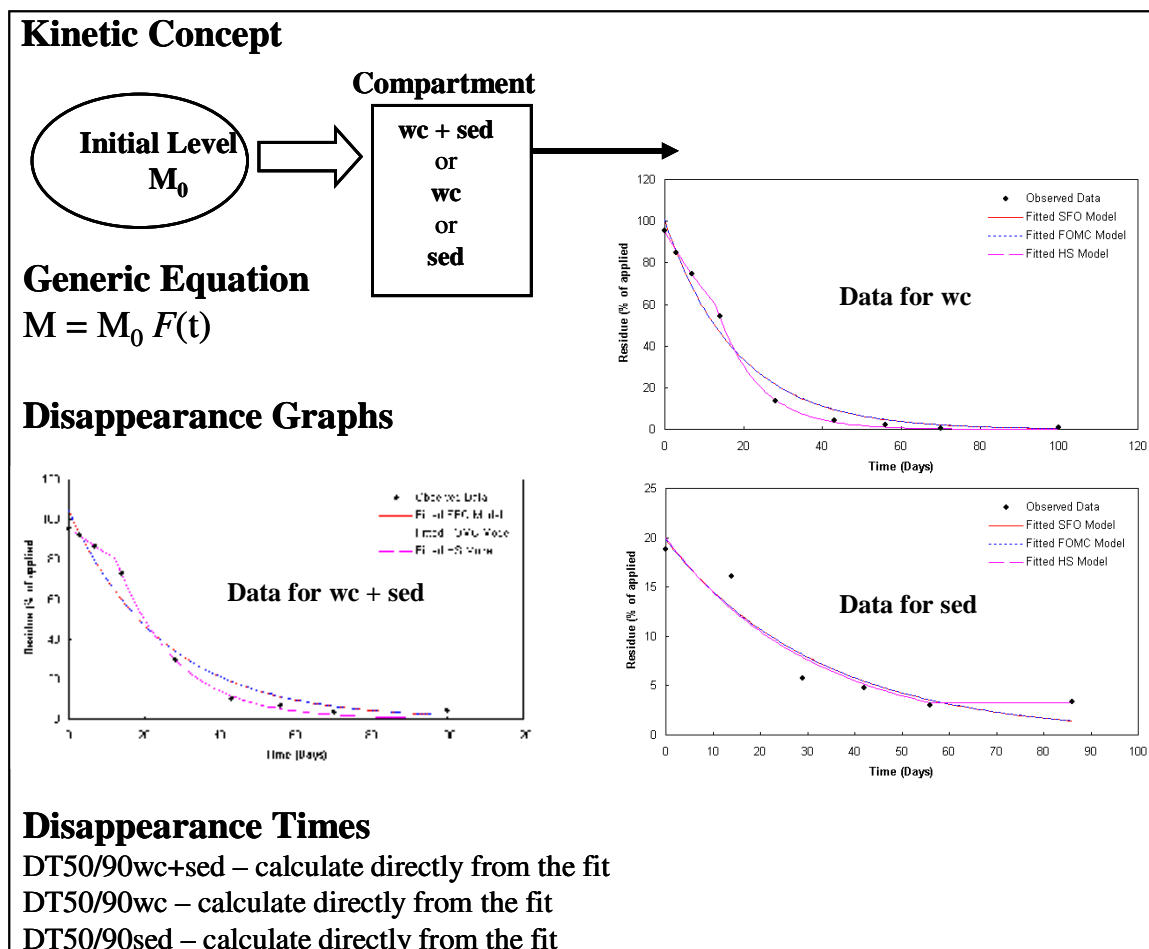 Kinetic Concept
Compartment
Initial Level
M0
wc + sed
or
wc
or
sed
Generic Equation
M = M0 F(t)
120
100
80
60
40
20
0
Residue (% of applied
Observed Data
Fitted SFO Model
Fitted FOMC Model
Fitted HS Model
Data for wc
0 20 40 60 80 100 120
Time (Days)
Disappearance Graphs
Observed Data
Model
Fitted HS
Data for wc + sed
(% of applied
20
(Days)
25
20
15
10
5
0
Residue (% of applied
Observed Data
Fitted SFO Model
Fitted FOMC Model
Fitted HS Model
Data for sed
0 10 20 30 40 50 60 70 80 90 100
Time (Days)
Disappearance Times
DT50/90wc+sed – calculate directly from the fit
DT50/90wc – calculate directly from the fit
DT50/90sed – calculate directly from the fit